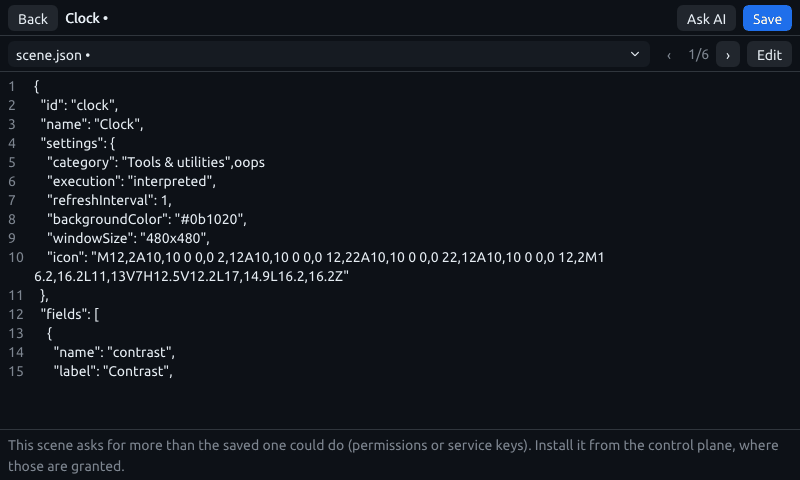 Back Clock • Ask AI Save
scene.json • ‹ 1/6 › Edit
1 {
2 "id": "clock",
3 "name": "Clock",
4 "settings": {
5 "category": "Tools & utilities",oops
6 "execution": "interpreted",
7 "refreshInterval": 1,
8 "backgroundColor": "#0b1020",
9 "windowSize": "480x480",
10 "icon": "M12,2A10,10 0 0,0 2,12A10,10 0 0,0 12,22A10,10 0 0,0 22,12A10,10 0 0,0 12,2M1
6.2,16.2L11,13V7H12.5V12.2L17,14.9L16.2,16.2Z"
11 },
12 "fields": [
13 {
14 "name": "contrast",
15 "label": "Contrast",
This scene asks for more than the saved one could do (permissions or service keys). Install it from the control plane, where
those are granted.